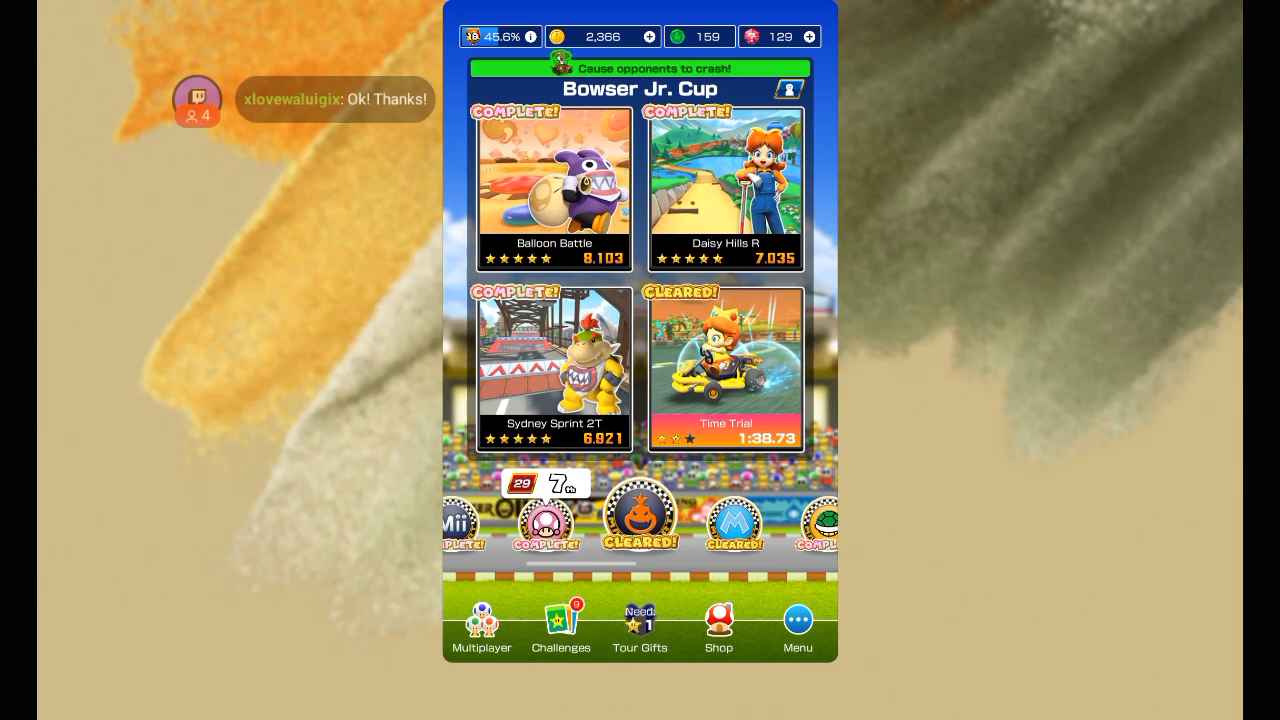 16 45.6% 2,366 159 129
Cause opponents to crash!
Bowser Jr. Cup
xlovewaluigix: Ok! Thanks!
4
COMPLETE! COMPLETE!
Balloon Battle Daisy Hills R
8.103 7.035
COMPLETE! CLEARED!
Sydney Sprint 2T Time Trial
6.921 1:38.73
29 7th
Mii
COMPLETE! CLEARED! CLEARED!
9 Need:
1
Multiplayer Challenges Tour Gifts Shop Menu